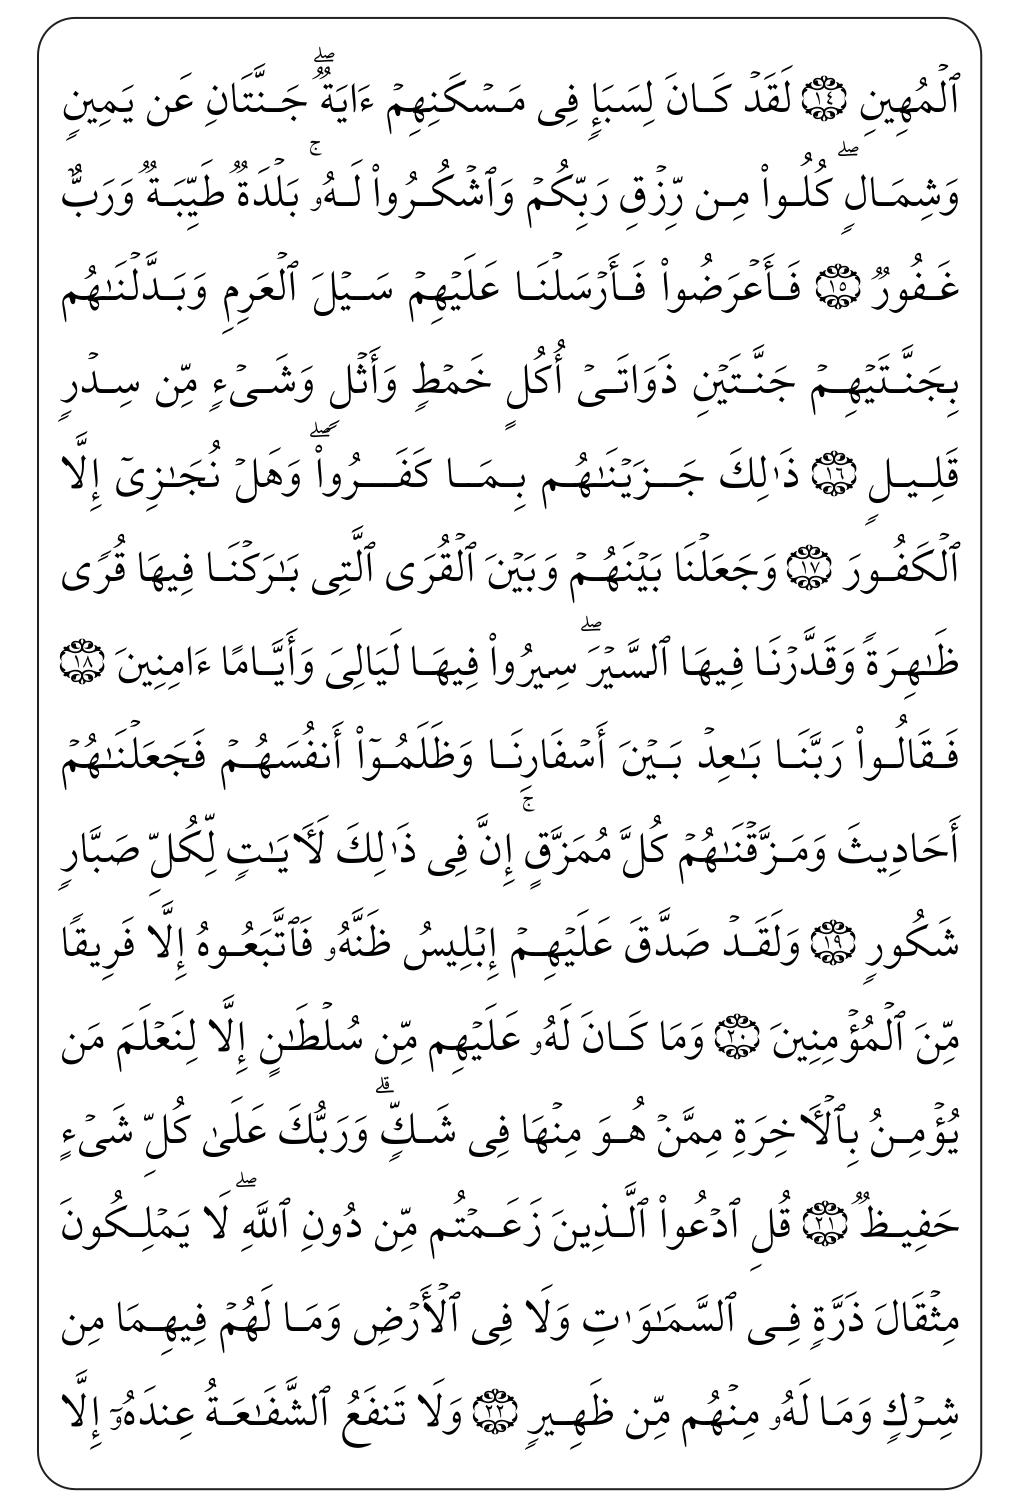 ٱلۡمُهِينِ ١٤ لَقَدۡ كَانَ لِسَبَإٖ فِي مَسۡكَنِهِمۡ ءَايَةٞۖ جَنَّتَانِ عَن يَمِينٖ
وَشِمَالٖۖ كُلُواْ مِن رِّزۡقِ رَبِّكُمۡ وَٱشۡكُرُواْ لَهُۥۚ بَلۡدَةٞ طَيِّبَةٞ وَرَبٌّ
غَفُورٞ ١٥ فَأَعۡرَضُواْ فَأَرۡسَلۡنَا عَلَيۡهِمۡ سَيۡلَ ٱلۡعَرِمِ وَبَدَّلۡنَٰهُم
بِجَنَّتَيۡهِمۡ جَنَّتَيۡنِ ذَوَاتَيۡ أُكُلٍ خَمۡطٖ وَأَثۡلٖ وَشَيۡءٖ مِّن سِدۡرٖ
قَلِيلٖ ١٦ ذَٰلِكَ جَزَيۡنَٰهُم بِمَا كَفَرُواْۖ وَهَلۡ نُجَٰزِيٓ إِلَّا
ٱلۡكَفُورَ ١٧ وَجَعَلۡنَا بَيۡنَهُمۡ وَبَيۡنَ ٱلۡقُرَى ٱلَّتِي بَٰرَكۡنَا فِيهَا قُرٗى
ظَٰهِرَةٗ وَقَدَّرۡنَا فِيهَا ٱلسَّيۡرَۖ سِيرُواْ فِيهَا لَيَالِيَ وَأَيَّامًا ءَامِنِينَ ١٨
فَقَالُواْ رَبَّنَا بَٰعِدۡ بَيۡنَ أَسۡفَارِنَا وَظَلَمُوٓاْ أَنفُسَهُمۡ فَجَعَلۡنَٰهُمۡ
أَحَادِيثَ وَمَزَّقۡنَٰهُمۡ كُلَّ مُمَزَّقٍۚ إِنَّ فِي ذَٰلِكَ لَأٓيَٰتٖ لِّكُلِّ صَبَّارٖ
شَكُورٖ ١٩ وَلَقَدۡ صَدَّقَ عَلَيۡهِمۡ إِبۡلِيسُ ظَنَّهُۥ فَٱتَّبَعُوهُ إِلَّا فَرِيقٗا
مِّنَ ٱلۡمُؤۡمِنِينَ ٢٠ وَمَا كَانَ لَهُۥ عَلَيۡهِم مِّن سُلۡطَٰنٍ إِلَّا لِنَعۡلَمَ مَن
يُؤۡمِنُ بِٱلۡأٓخِرَةِ مِمَّنۡ هُوَ مِنۡهَا فِي شَكّٖۗ وَرَبُّكَ عَلَىٰ كُلِّ شَيۡءٍ
حَفِيظٞ ٢١ قُلِ ٱدۡعُواْ ٱلَّذِينَ زَعَمۡتُم مِّن دُونِ ٱللَّهِۖ لَا يَمۡلِكُونَ
مِثۡقَالَ ذَرَّةٖ فِي ٱلسَّمَٰوَٰتِ وَلَا فِي ٱلۡأَرۡضِ وَمَا لَهُمۡ فِيهِمَا مِن
شِرۡكٖ وَمَا لَهُۥ مِنۡهُم مِّن ظَهِيرٖ ٢٢ وَلَا تَنفَعُ ٱلشَّفَٰعَةُ عِندَهُۥٓ إِلَّا